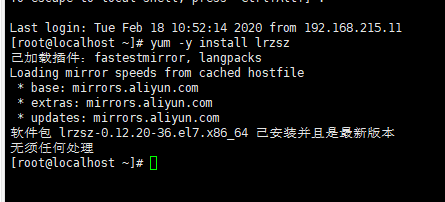 Last login: Tue Feb 18 10:52:14 2020 from 192.168.215.11
[root@localhost ~]# yum -y install lrzsz
已加载插件：fastestmirror, langpacks
Loading mirror speeds from cached hostfile
 * base: mirrors.aliyun.com
 * extras: mirrors.aliyun.com
 * updates: mirrors.aliyun.com
软件包 lrzsz-0.12.20-36.el7.x86_64 已安装并且是最新版本
无须任何处理
[root@localhost ~]#